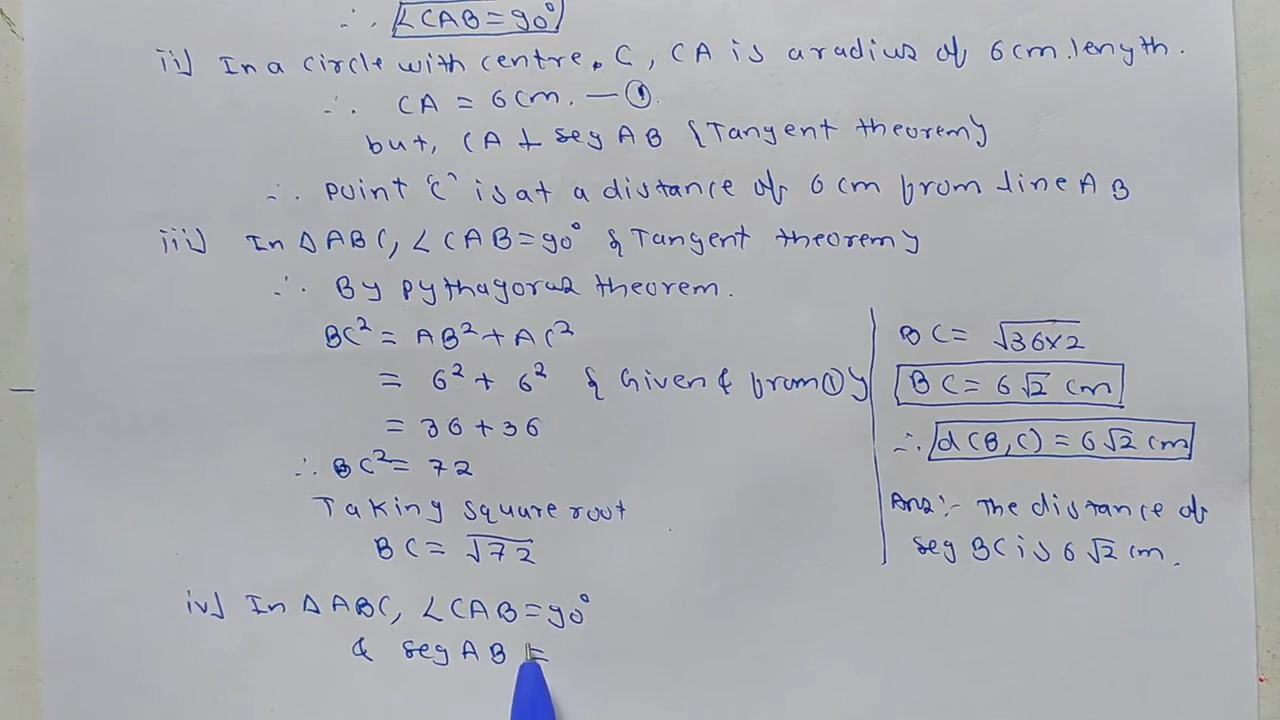 ∴ ∠CAB = 90°
ii) In a circle with centre, C, CA is a radius of 6 cm. length.
∴ CA = 6 cm. — ①
but, CA ⊥ seg AB {Tangent theorem}
∴ point 'C' is at a distance of 6 cm from line AB
iii) In △ABC, ∠CAB = 90° {Tangent theorem}
∴ By pythagoras theorem.
BC² = AB² + AC²
= 6² + 6² {Given & from ①}
= 36 + 36
∴ BC² = 72
Taking square root
BC = √72
BC = √36×2
BC = 6√2 cm
∴ d(B,C) = 6√2 cm
Ans:- The distance of
seg BC is 6√2 cm.
iv) In △ABC, ∠CAB = 90°
& seg AB =